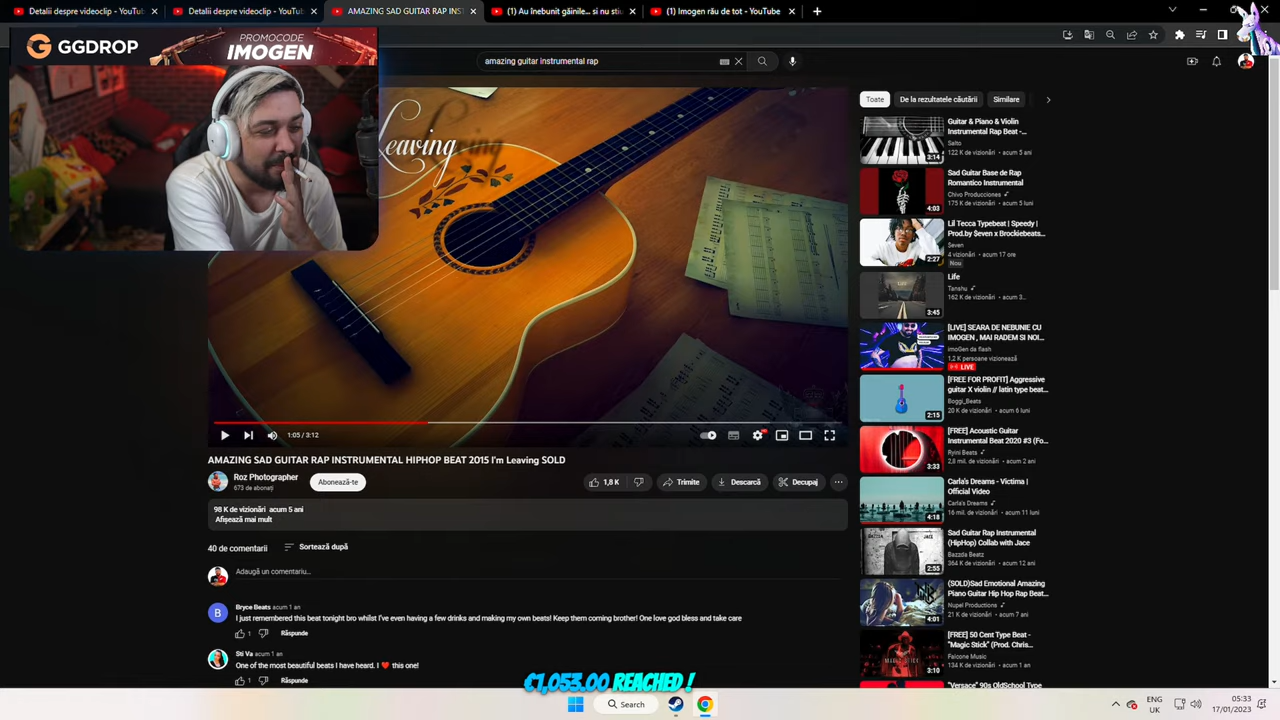 Detalii despre videoclip - YouTu
Detalii despre videoclip - YouTu
AMAZING SAD GUITAR RAP INST
(1) Au înebunit găinile... si nu stiu
(1) Imogen rău de tot - YouTube
GGDROP
PROMOCODE
IMOGEN
amazing guitar instrumental rap
Leaving
Toate
De la rezultatele căutării
Similare
Guitar & Piano & Violin
Instrumental Rap Beat -...
Salto
122 K de vizionări • acum 5 ani
3:14
Sad Guitar Base de Rap
Romantico Instrumental
Chivo Producciones
175 K de vizionări • acum 5 luni
4:03
Lil Tecca Typebeat | Speedy |
Prod.by $even x Brockiebeats...
$even
4 vizionări • acum 17 ore
Nou
2:27
Life
Tanshu
162 K de vizionări • acum 3...
3:45
[LIVE] SEARA DE NEBUNIE CU
IMOGEN , MAI RADEM SI NOI...
imoGen da flash
1,2 K persoane vizionează
LIVE
[FREE FOR PROFIT] Aggressive
guitar X violin // latin type beat...
Boggi_Beats
20 K de vizionări • acum 6 luni
2:15
[FREE] Acoustic Guitar
Instrumental Beat 2020 #3 (Fo...
Ryini Beats
2,8 mil. de vizionări • acum 2 ani
3:33
Carla's Dreams - Victima |
Official Video
Carla's Dreams
16 mil. de vizionări • acum 11 luni
4:18
Sad Guitar Rap Instrumental
(HipHop) Collab with Jace
Bazzda Beatz
364 K de vizionări • acum 12 ani
2:55
(SOLD)Sad Emotional Amazing
Piano Guitar Hip Hop Rap Beat...
Nupel Productions
21 K de vizionări • acum 7 ani
4:01
[FREE] 50 Cent Type Beat -
"Magic Stick" (Prod. Chris...
Falcone Music
134 K de vizionări • acum 1 an
3:10
"Versace" 90s OldSchool Type
1:05 / 3:12
AMAZING SAD GUITAR RAP INSTRUMENTAL HIPHOP BEAT 2015 I'm Leaving SOLD
Roz Photographer
673 de abonați
Abonează-te
1,8 K
Trimite
Descarcă
Decupaj
98 K de vizionări acum 5 ani
Afișează mai mult
40 de comentarii
Sortează după
Adaugă un comentariu...
B
Bryce Beats acum 1 an
I just remembered this beat tonight bro whilst I've even having a few drinks and making my own beats! Keep them coming brother! One love god bless and take care
1
Răspunde
Sti Va acum 1 an
One of the most beautiful beats I have heard. I ❤ this one!
1
Răspunde
€1,053.00 REACHED !
Search
ENG
UK
05:33
17/01/2023